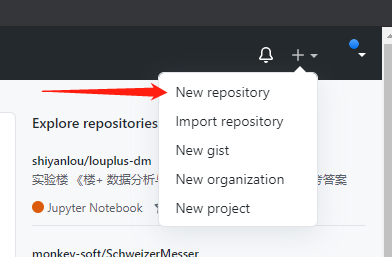 New repository
Import repository
New gist
New organization
New project
Explore repositories
shiyanlou/louplus-dm
实验楼 《楼+ 数据分析与 考答案
Jupyter Notebook
monkey-soft/SchweizerMesser